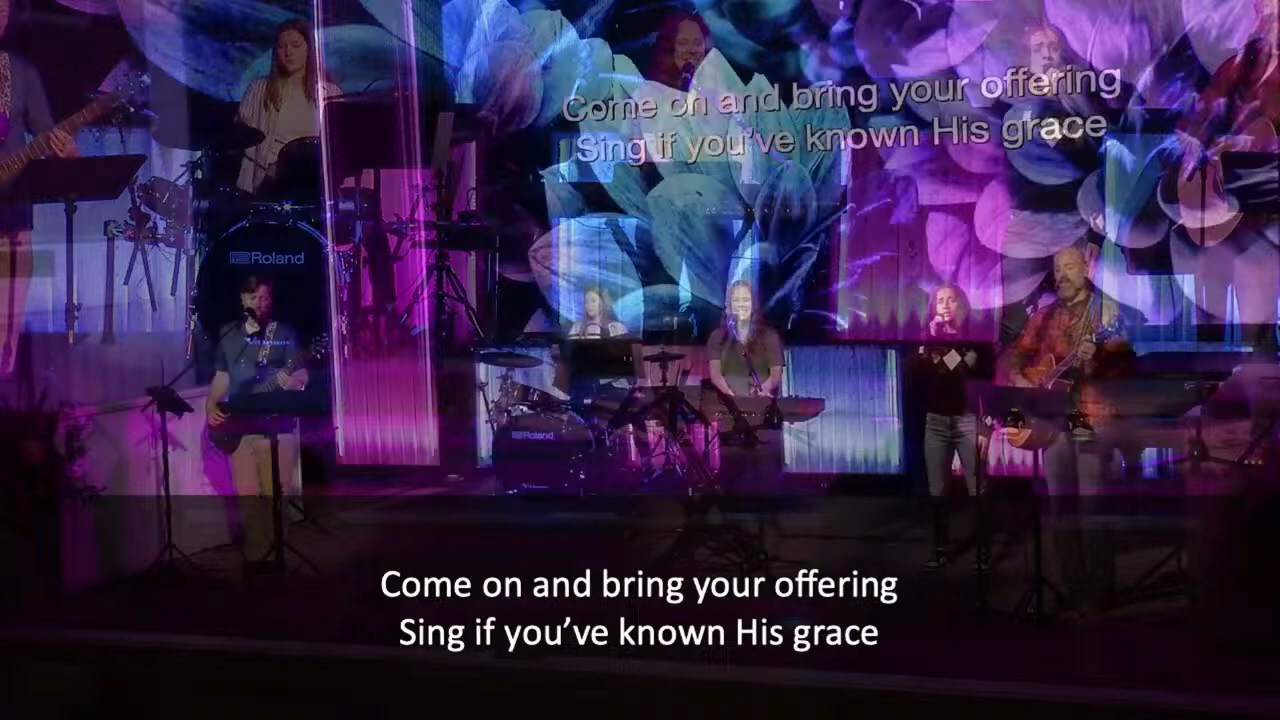 Come on and bring your offering
Sing if you've known His grace
Roland
Roland
Come on and bring your offering
Sing if you’ve known His grace